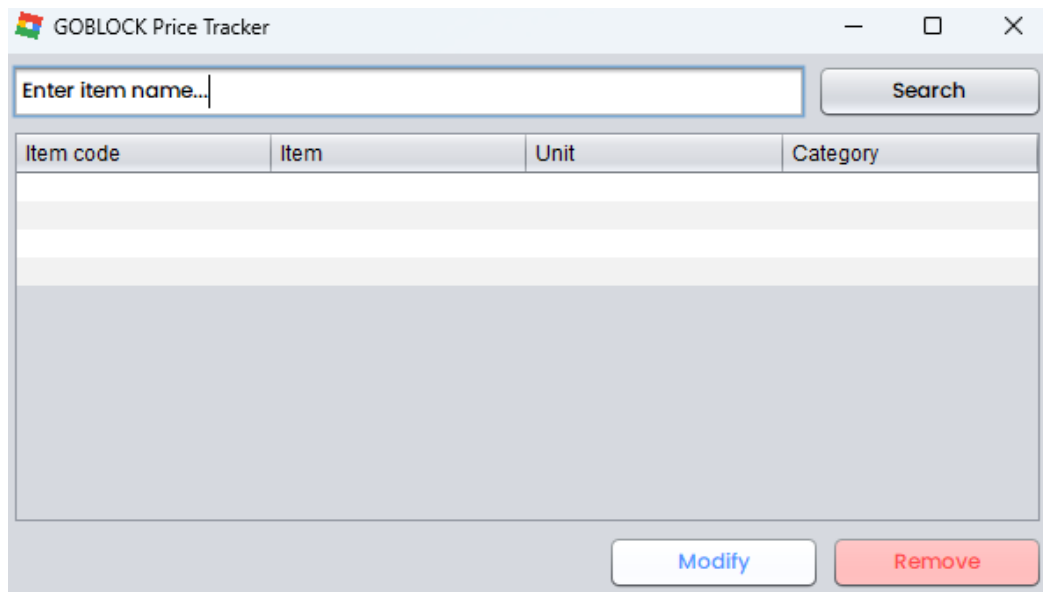 GOBLOCK Price Tracker
Enter item name...
Search
Item code Item Unit Category
Modify Remove